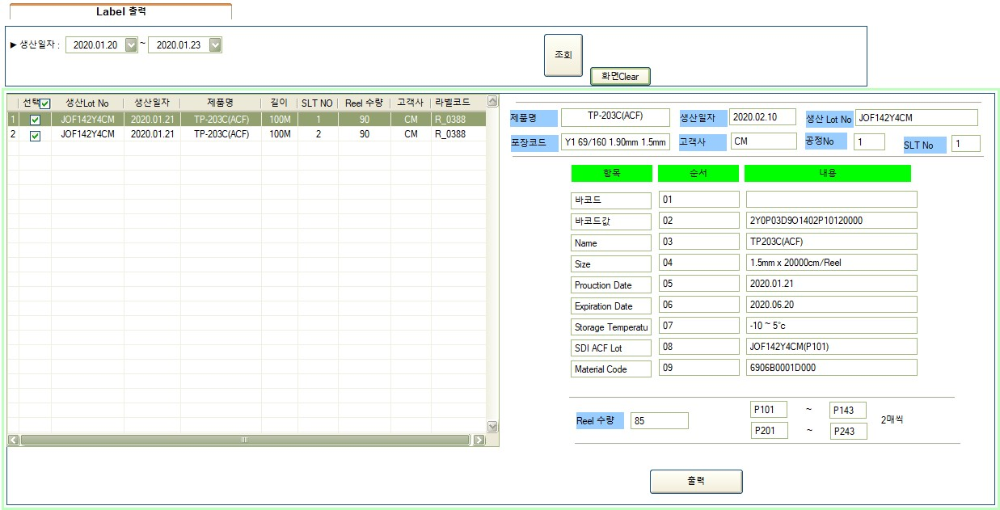 Label 출력
▶ 생산일자 : 2020.01.20 ~ 2020.01.23
조회
화면Clear
선택 생산Lot No 생산일자 제품명 길이 SLT NO Reel 수량 고객사 라벨코드
1 JOF142Y4CM 2020.01.21 TP-203C(ACF) 100M 1 90 CM R_0388
2 JOF142Y4CM 2020.01.21 TP-203C(ACF) 100M 2 90 CM R_0388
제품명 TP-203C(ACF) 생산일자 2020.02.10 생산 Lot No JOF142Y4CM
포장코드 Y1 69/160 1.90mm 1.5mm 고객사 CM 공정No 1 SLT No 1
항목 순서 내용
바코드 01
바코드값 02 2Y0P03D9O1402P10120000
Name 03 TP203C(ACF)
Size 04 1.5mm x 20000cm/Reel
Prouction Date 05 2020.01.21
Expiration Date 06 2020.06.20
Storage Temperatu 07 -10 ~ 5℃
SDI ACF Lot 08 JOF142Y4CM(P101)
Material Code 09 6906B0001D000
Reel 수량 85
P101 ~ P143
P201 ~ P243
2매씩
출력